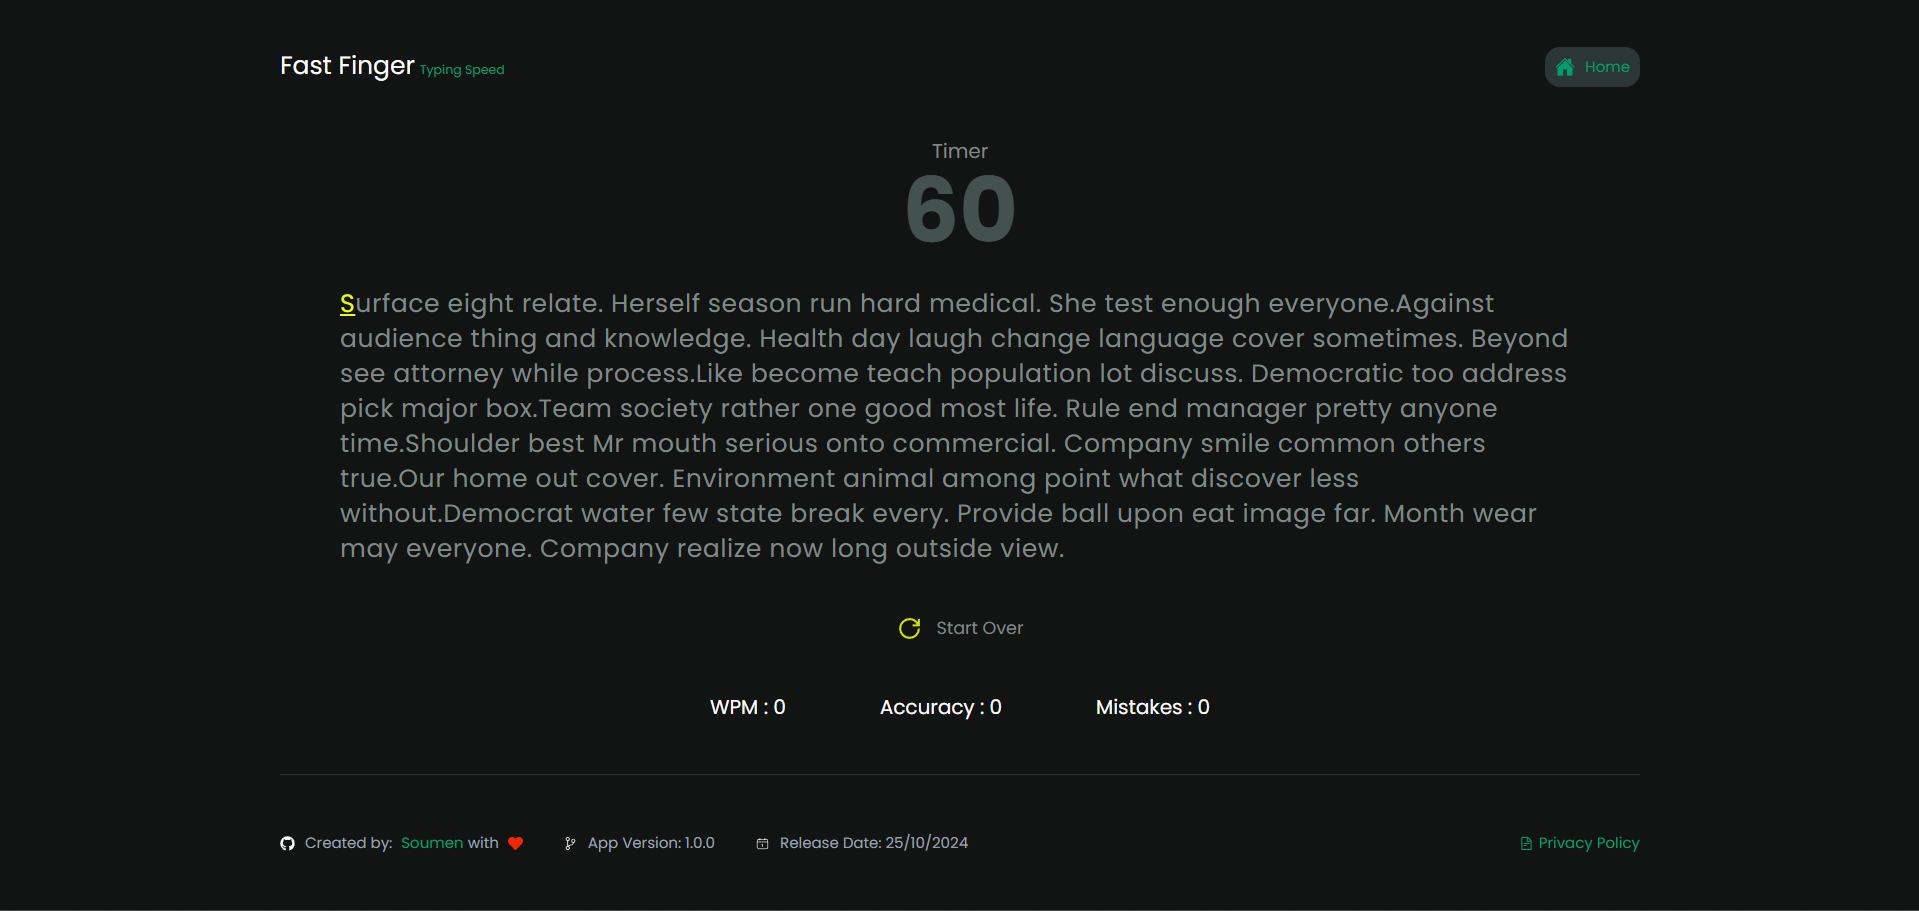 Fast Finger Typing Speed
Home
Timer
60
Surface eight relate. Herself season run hard medical. She test enough everyone.Against
audience thing and knowledge. Health day laugh change language cover sometimes. Beyond
see attorney while process.Like become teach population lot discuss. Democratic too address
pick major box.Team society rather one good most life. Rule end manager pretty anyone
time.Shoulder best Mr mouth serious onto commercial. Company smile common others
true.Our home out cover. Environment animal among point what discover less
without.Democrat water few state break every. Provide ball upon eat image far. Month wear
may everyone. Company realize now long outside view.
Start Over
WPM : 0 Accuracy : 0 Mistakes : 0
Created by: Soumen with App Version: 1.0.0 Release Date: 25/10/2024 Privacy Policy